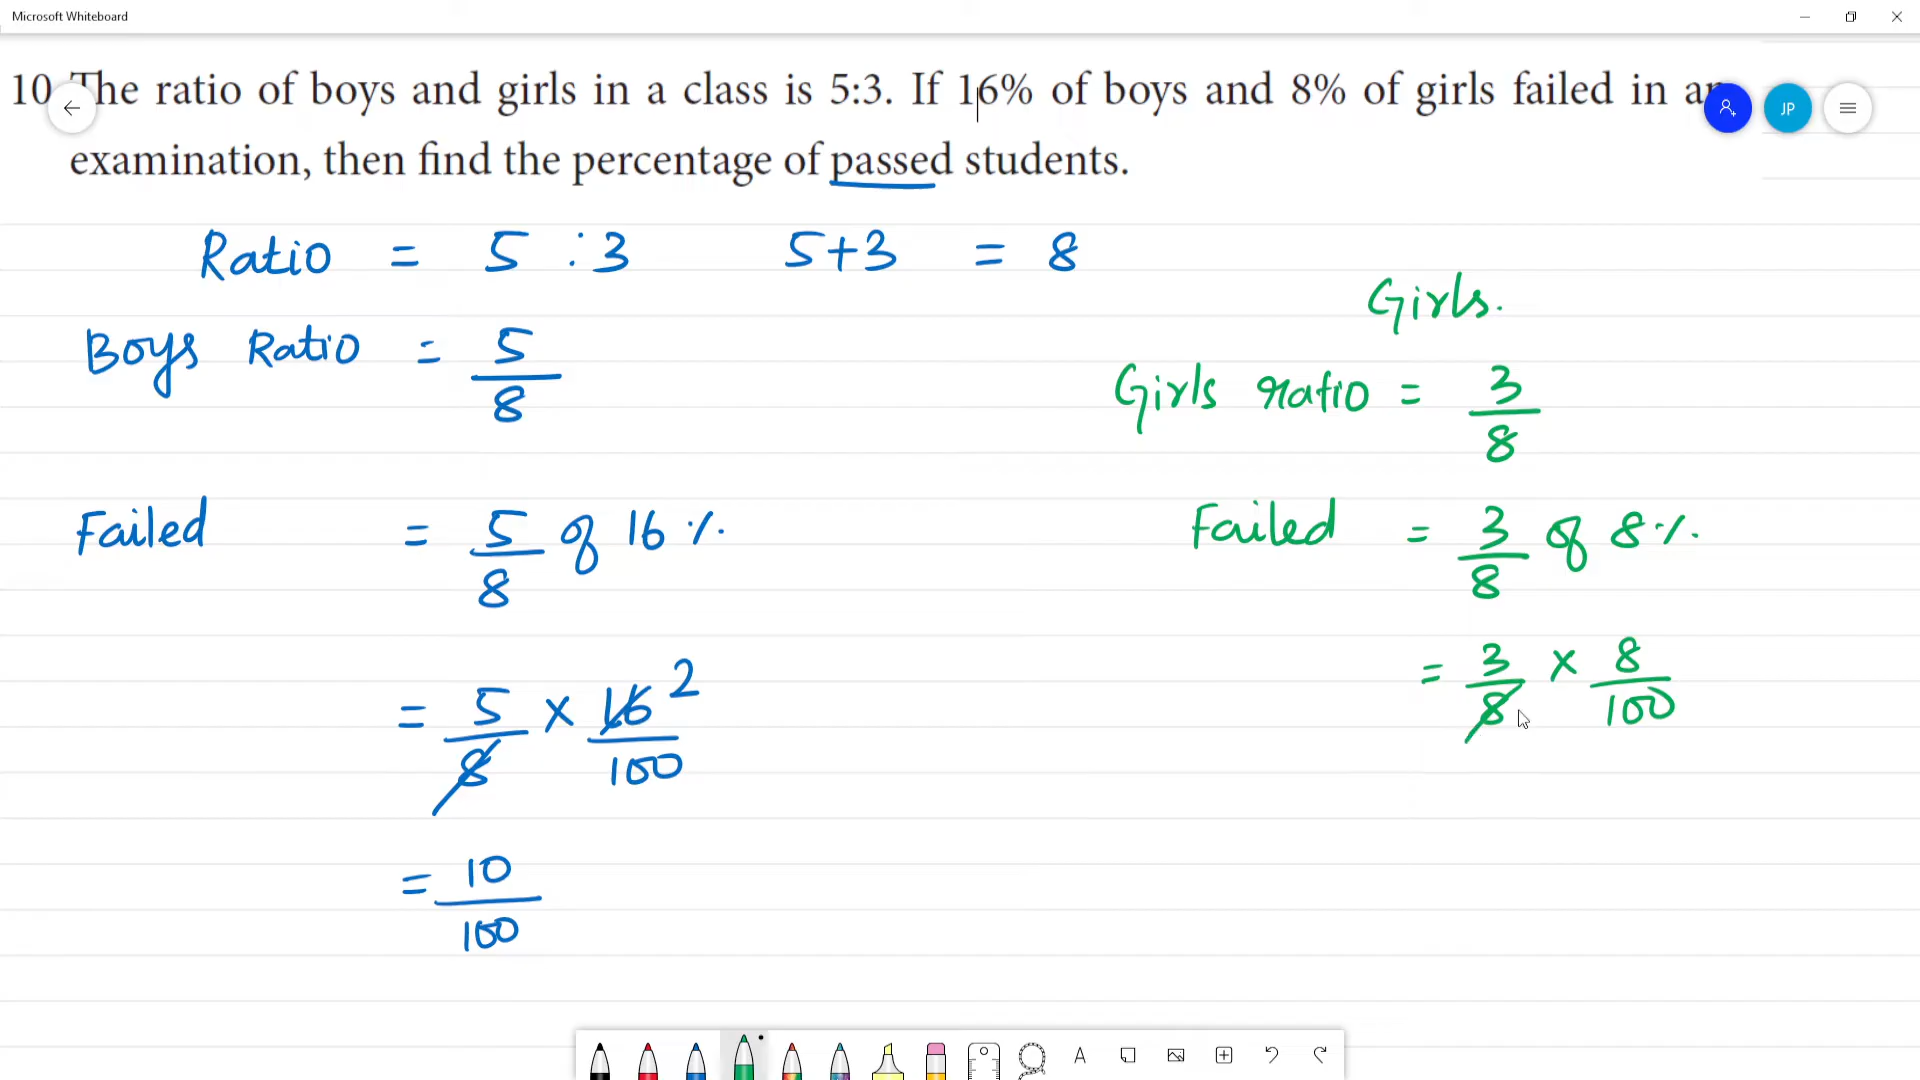 Microsoft Whiteboard
10 The ratio of boys and girls in a class is 5:3. If 16% of boys and 8% of girls failed in an
JP
examination, then find the percentage of passed students.
Ratio = 5 : 3 5+3 = 8
Girls.
Boys Ratio = 5/8
Girls ratio = 3/8
Failed = 5/8 of 16 %
Failed = 3/8 of 8%
= 5/8 × 16/100 2
= 3/8 × 8/100
= 10/100
A